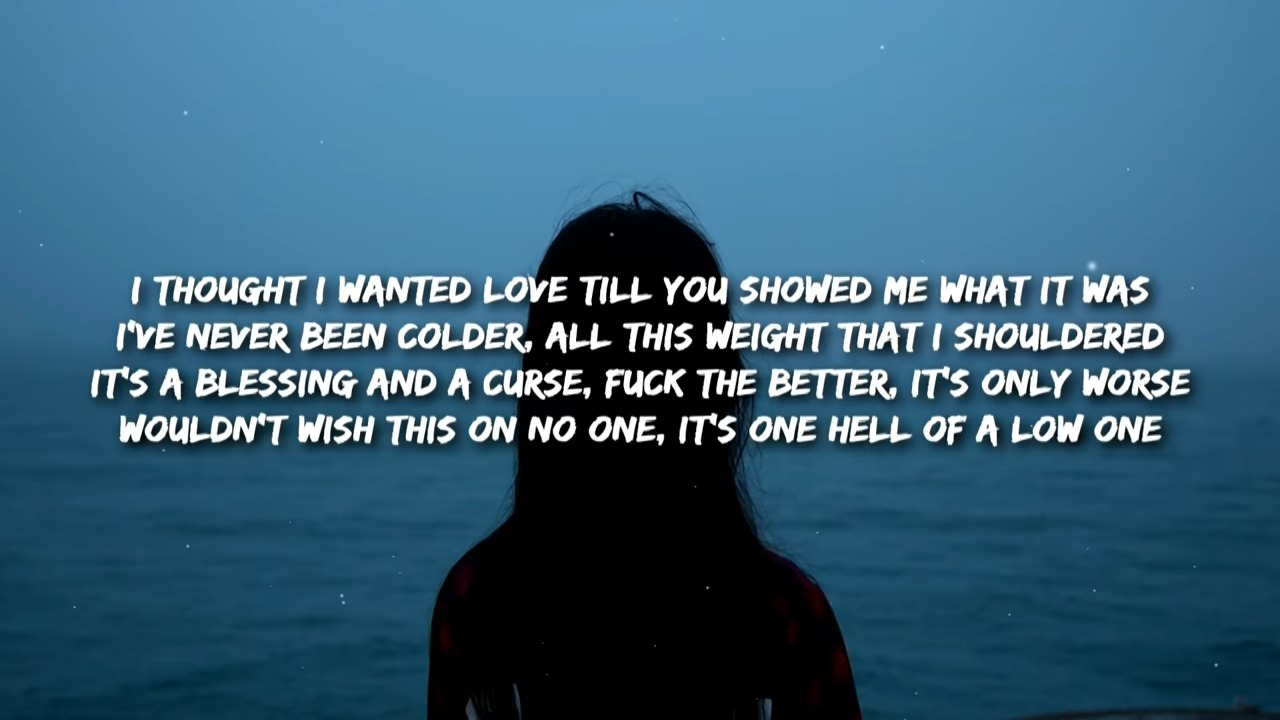 I THOUGHT I WANTED LOVE TILL YOU SHOWED ME WHAT IT WAS
I'VE NEVER BEEN COLDER, ALL THIS WEIGHT THAT I SHOULDERED
IT'S A BLESSING AND A CURSE, FUCK THE BETTER, IT'S ONLY WORSE
WOULDN'T WISH THIS ON NO ONE, IT'S ONE HELL OF A LOW ONE